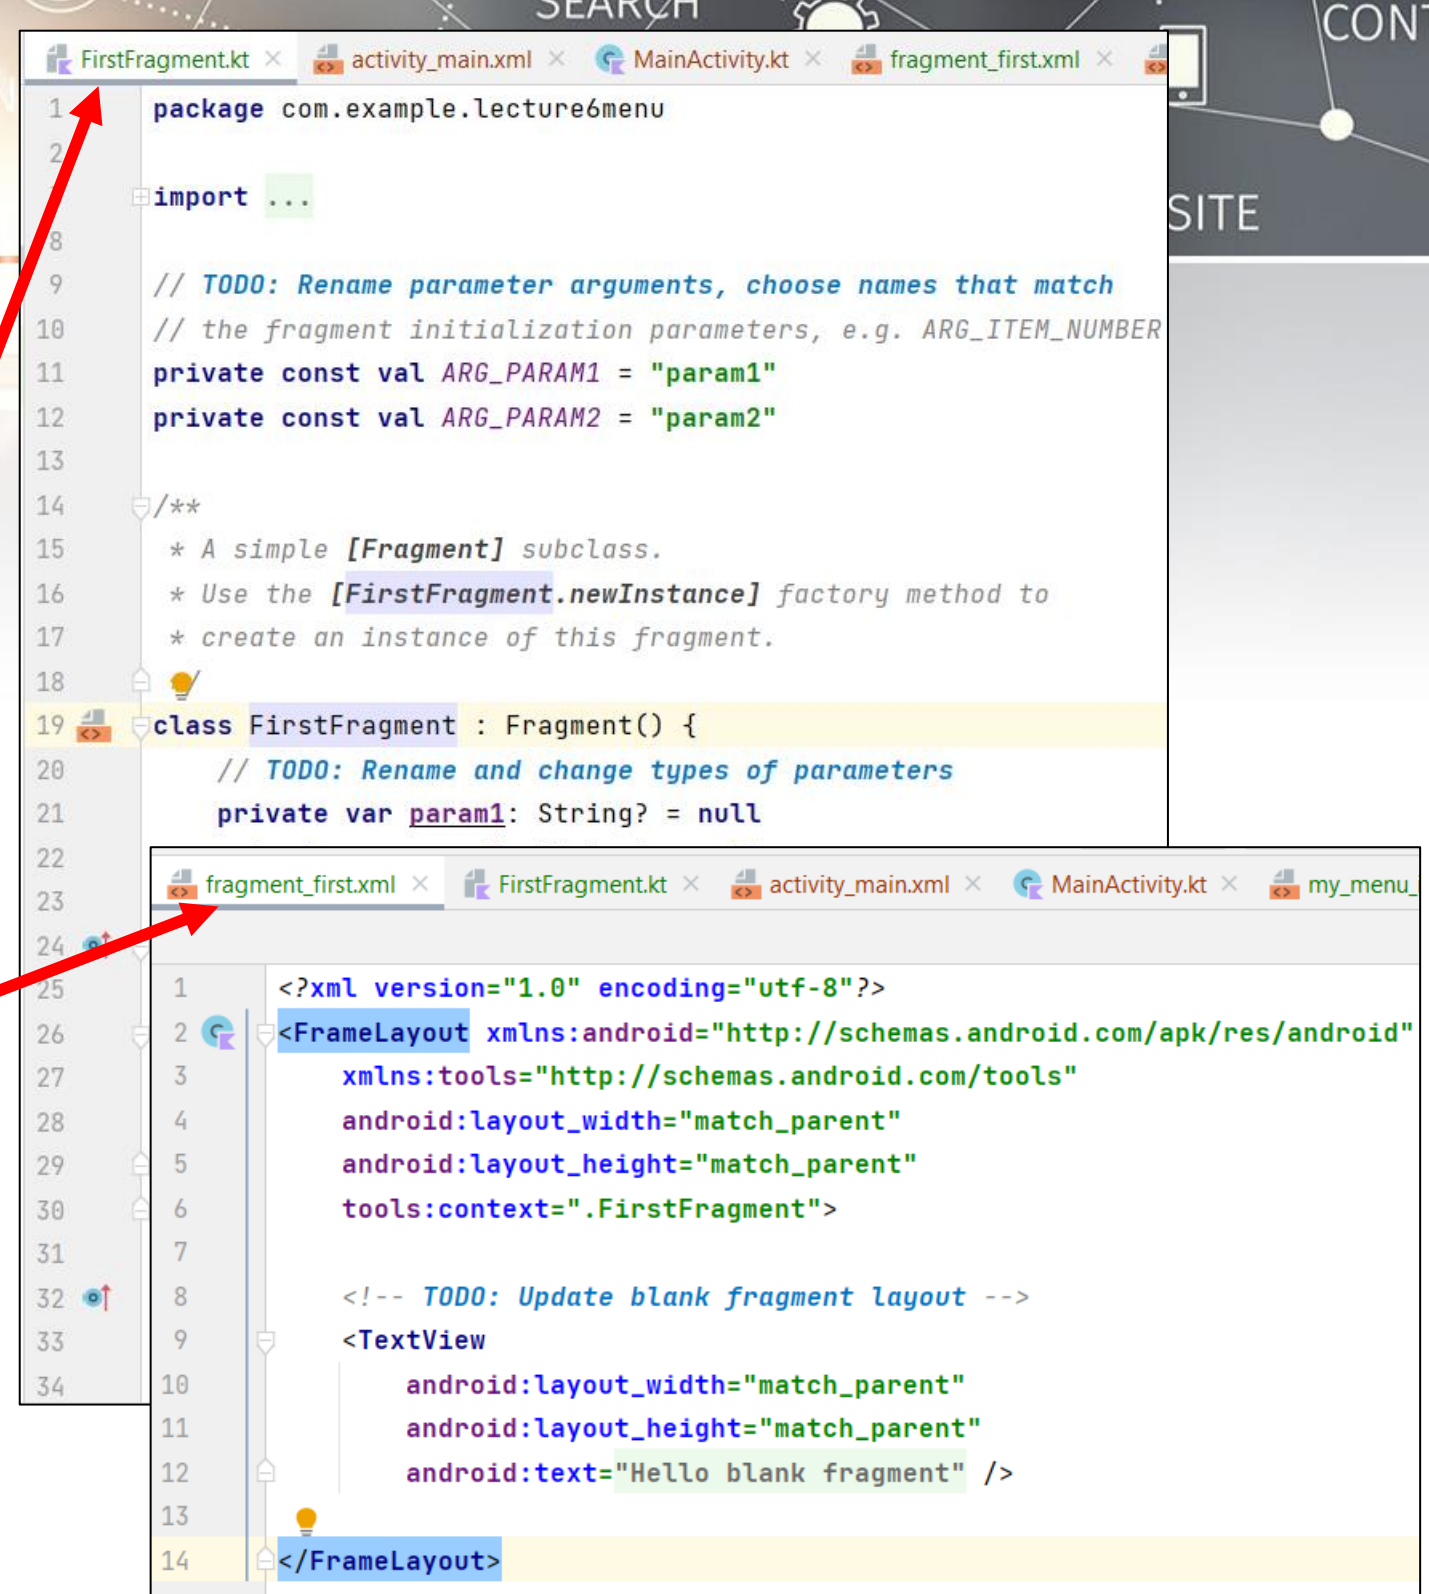 SEARCH
CONT
SITE
FirstFragment.kt × activity_main.xml × MainActivity.kt × fragment_first.xml ×
1 package com.example.lecture6menu
2
import ...
8
9 // TODO: Rename parameter arguments, choose names that match
10 // the fragment initialization parameters, e.g. ARG_ITEM_NUMBER
11 private const val ARG_PARAM1 = "param1"
12 private const val ARG_PARAM2 = "param2"
13
14 /**
15 * A simple [Fragment] subclass.
16 * Use the [FirstFragment.newInstance] factory method to
17 * create an instance of this fragment.
18 */
19 class FirstFragment : Fragment() {
20 // TODO: Rename and change types of parameters
21 private var param1: String? = null
22
23
24
25
26
27
28
29
30
31
32
33
34
fragment_first.xml × FirstFragment.kt × activity_main.xml × MainActivity.kt × my_menu_
1 <?xml version="1.0" encoding="utf-8"?>
2 <FrameLayout xmlns:android="http://schemas.android.com/apk/res/android"
3 xmlns:tools="http://schemas.android.com/tools"
4 android:layout_width="match_parent"
5 android:layout_height="match_parent"
6 tools:context=".FirstFragment">
7
8 <!-- TODO: Update blank fragment layout -->
9 <TextView
10 android:layout_width="match_parent"
11 android:layout_height="match_parent"
12 android:text="Hello blank fragment" />
13
14 </FrameLayout>